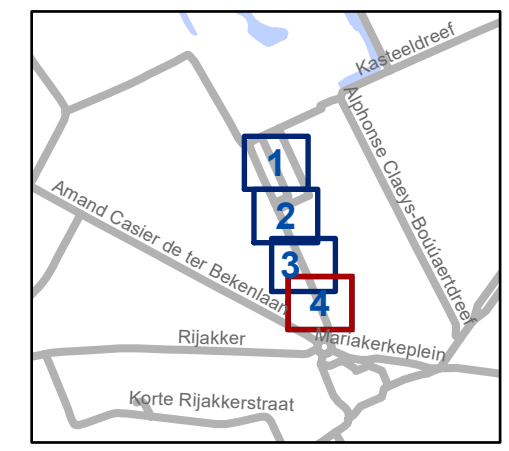 Kasteeldreef
Alphonse Claeys-Boúúaertdreef
1
2
3
4
Amand Casier de ter Bekenlaan
Mariakerkeplein
Rijakker
Korte Rijakkerstraat